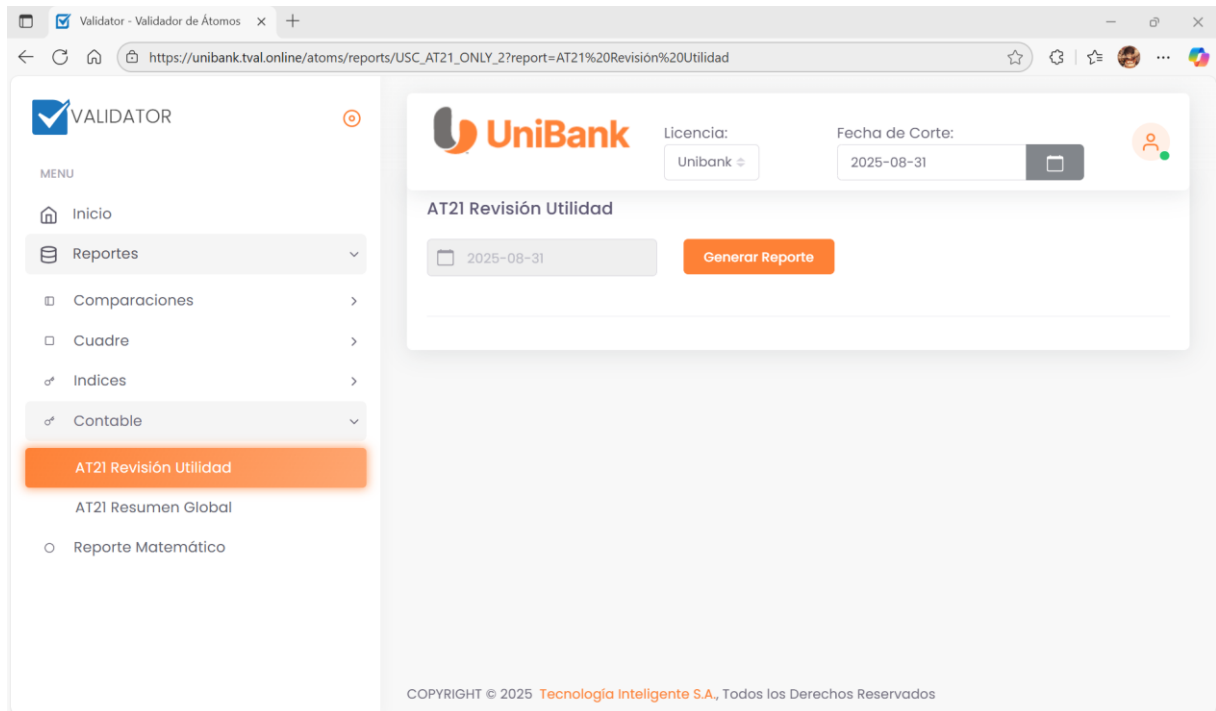 Validator - Validador de Átomos
https://unibank.tval.online/atoms/reports/USC_AT21_ONLY_2?report=AT21%20Revisión%20Utilidad
VALIDATOR
MENU
Inicio
Reportes
Comparaciones
Cuadre
Indices
Contable
AT21 Revisión Utilidad
AT21 Resumen Global
Reporte Matemático
UniBank
Licencia:
Unibank
Fecha de Corte:
2025-08-31
AT21 Revisión Utilidad
2025-08-31
Generar Reporte
COPYRIGHT © 2025 Tecnología Inteligente S.A., Todos los Derechos Reservados